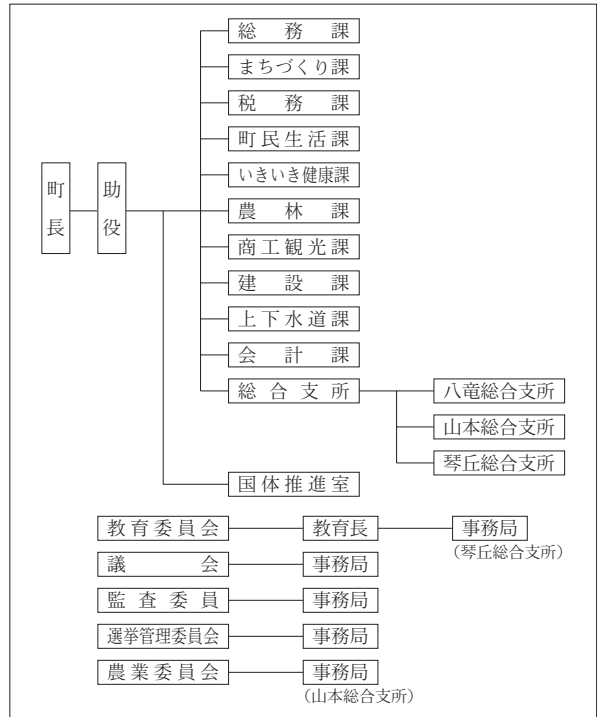 総務課
まちづくり課
税務課
町民生活課
いきいき健康課
町長
助役
農林課
商工観光課
建設課
上下水道課
会計課
総合支所
八竜総合支所
山本総合支所
琴丘総合支所
国体推進室
教育委員会 教育長 事務局
(琴丘総合支所)
議会 事務局
監査委員 事務局
選挙管理委員会 事務局
農業委員会 事務局
(山本総合支所)